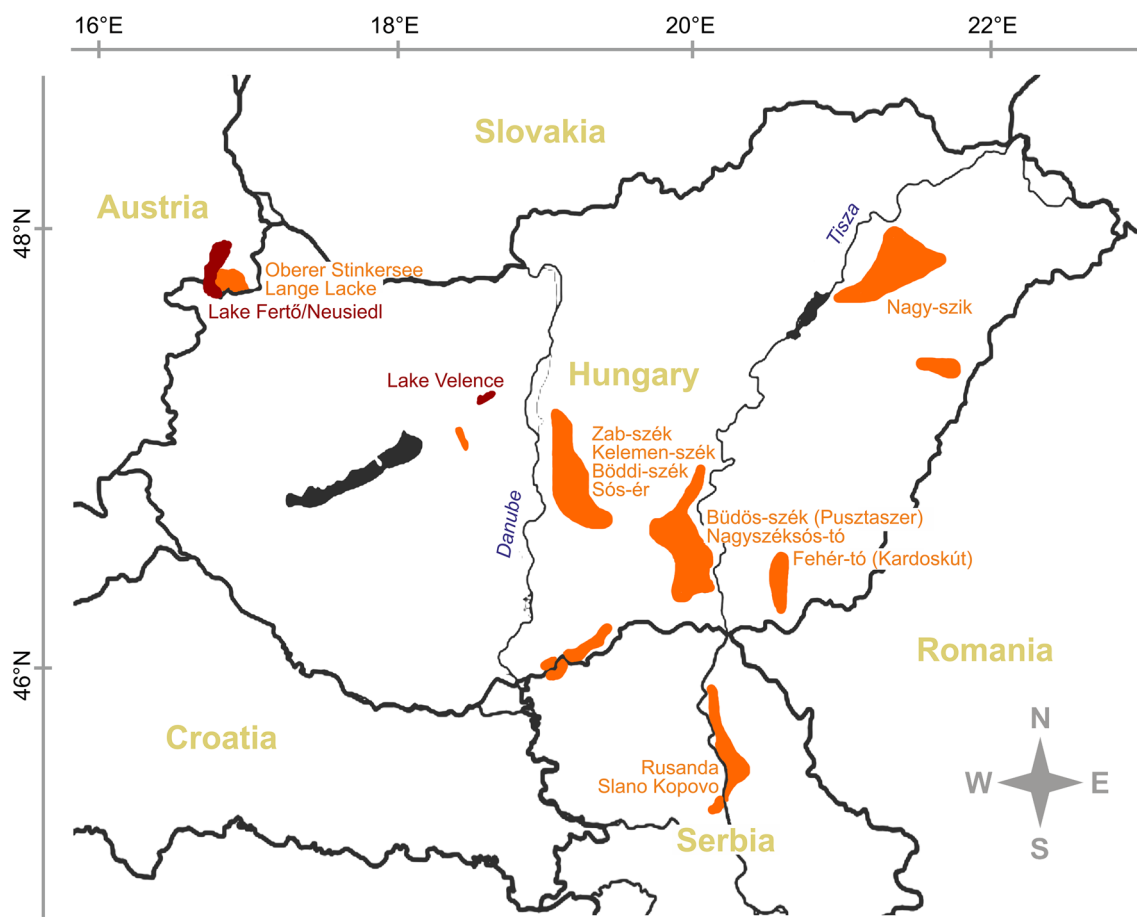 16°E 18°E 20°E 22°E
48°N
46°N
Slovakia
Austria
Tisza
Oberer Stinkersee
Lange Lacke
Lake Fertő/Neusiedl
Nagy-szik
Lake Velence
Hungary
Zab-szék
Kelemen-szék
Böddi-szék
Sós-ér
Danube
Büdös-szék (Pusztaszer)
Nagyszéksós-tó
Fehér-tó (Kardoskút)
Romania
Croatia
Rusanda
Slano Kopovo
Serbia
N
W E
S